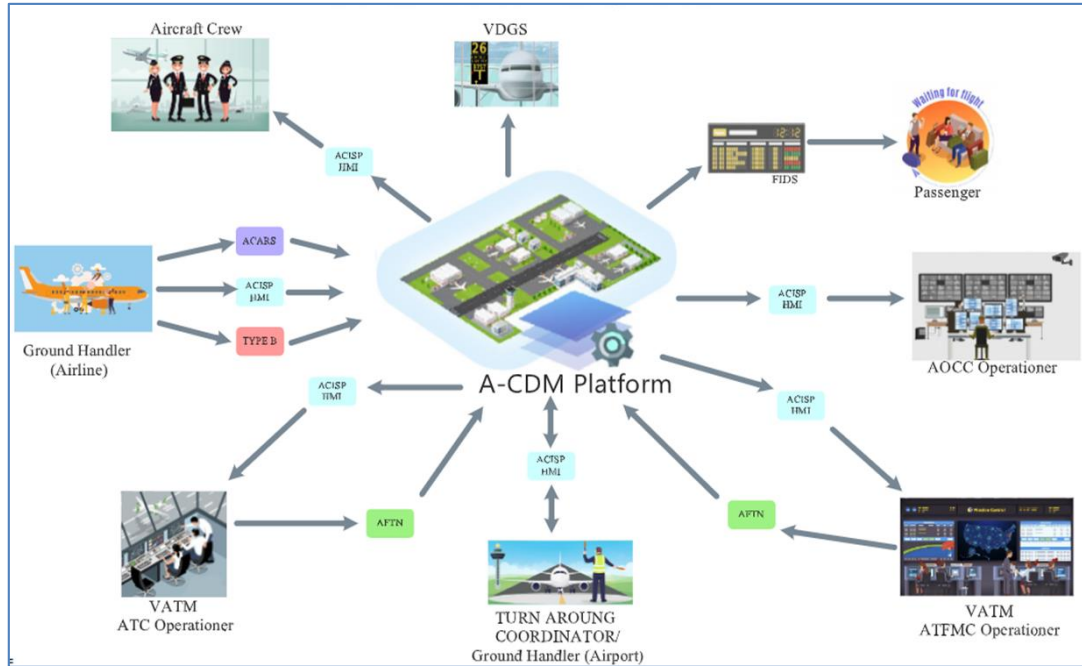 Aircraft Crew
VDGS
26
Waiting for flight
12:12
ACISP
HMI
FIDS
Passenger
ACARS
ACISP
HMI
TYPE B
Ground Handler
(Airline)
ACISP
HMI
AOCC Operationer
A-CDM Platform
ACISP
HMI
ACISP
HMI
ACISP
HMI
AFTN
AFTN
VATM
ATC Operationer
TURN AROUNG
COORDINATOR/
Ground Handler (Airport)
VATM
ATFMC Operationer